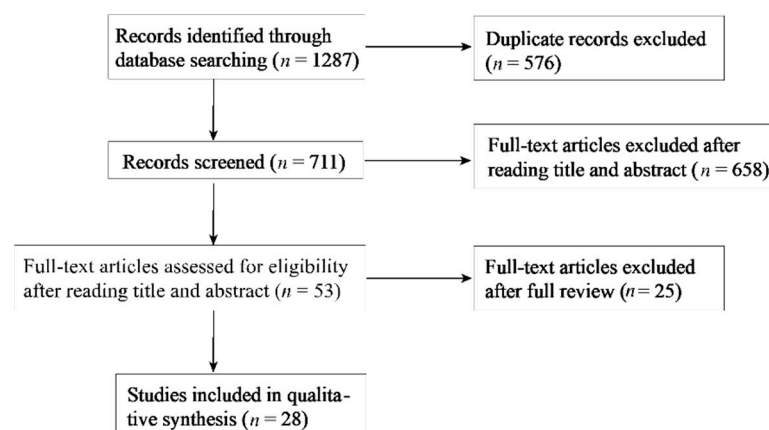 Records identified through
database searching (n = 1287)
Duplicate records excluded
(n = 576)
Records screened (n = 711)
Full-text articles excluded after
reading title and abstract (n = 658)
Full-text articles assessed for eligibility
after reading title and abstract (n = 53)
Full-text articles excluded
after full review (n = 25)
Studies included in qualita-
tive synthesis (n = 28)